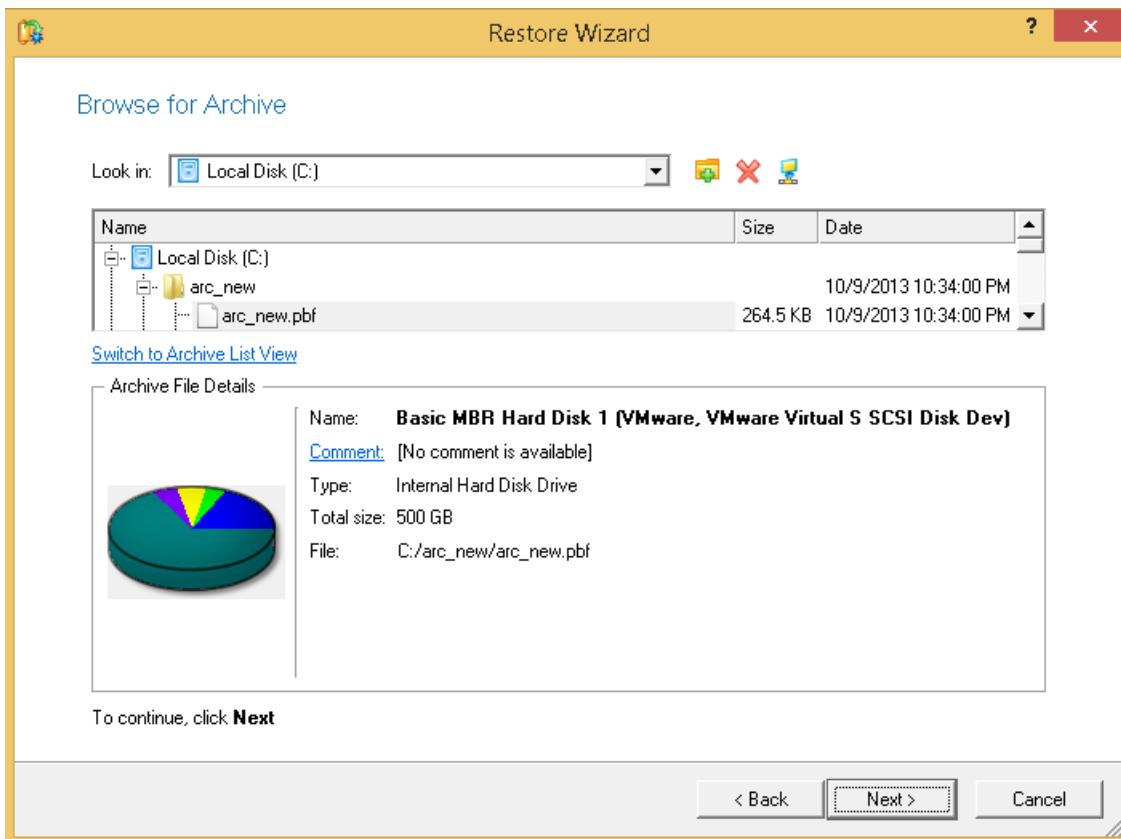 Restore Wizard
?
Browse for Archive
Look in: Local Disk (C:)
Name Size Date
Local Disk (C:)
arc_new 10/9/2013 10:34:00 PM
arc_new.pbf 264.5 KB 10/9/2013 10:34:00 PM
Switch to Archive List View
Archive File Details
Name: Basic MBR Hard Disk 1 (VMware, VMware Virtual S SCSI Disk Dev)
Comment: [No comment is available]
Type: Internal Hard Disk Drive
Total size: 500 GB
File: C:/arc_new/arc_new.pbf
To continue, click Next
< Back Next > Cancel